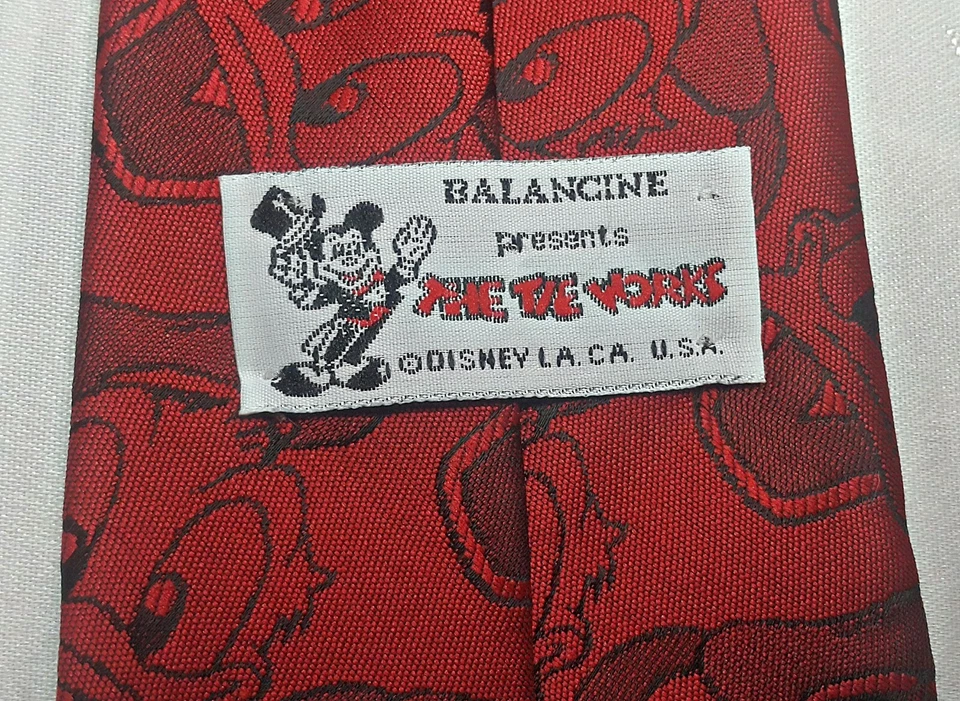 BALANCINE
presents
THE TIE WORKS
©DISNEY L.A. CA. U.S.A.